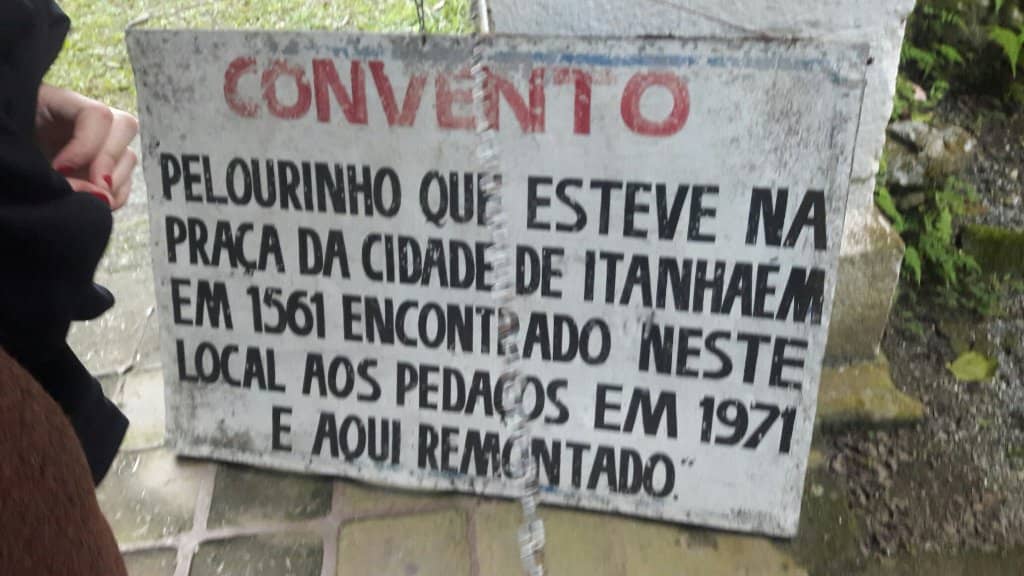 CONVENTO
PELOURINHO QUE ESTEVE NA
PRAÇA DA CIDADE DE ITANHAEM
EM 1561 ENCONTRADO NESTE
LOCAL AOS PEDAÇOS EM 1971
E AQUI REMONTADO."